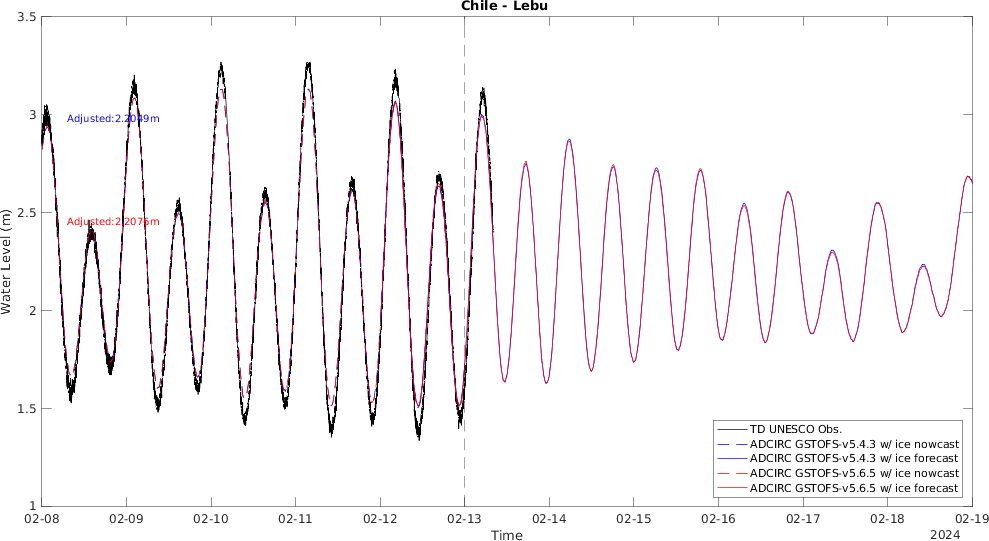 Chile - Lebu
3.5
3
2.5
2
1.5
1
Water Level (m)
Adjusted:2.2049m
Adjusted:2.2076m
TD UNESCO Obs.
ADCIRC GSTOFS-v5.4.3 w/ ice nowcast
ADCIRC GSTOFS-v5.4.3 w/ ice forecast
ADCIRC GSTOFS-v5.6.5 w/ ice nowcast
ADCIRC GSTOFS-v5.6.5 w/ ice forecast
02-08 02-09 02-10 02-11 02-12 02-13 02-14 02-15 02-16 02-17 02-18 02-19
Time
2024